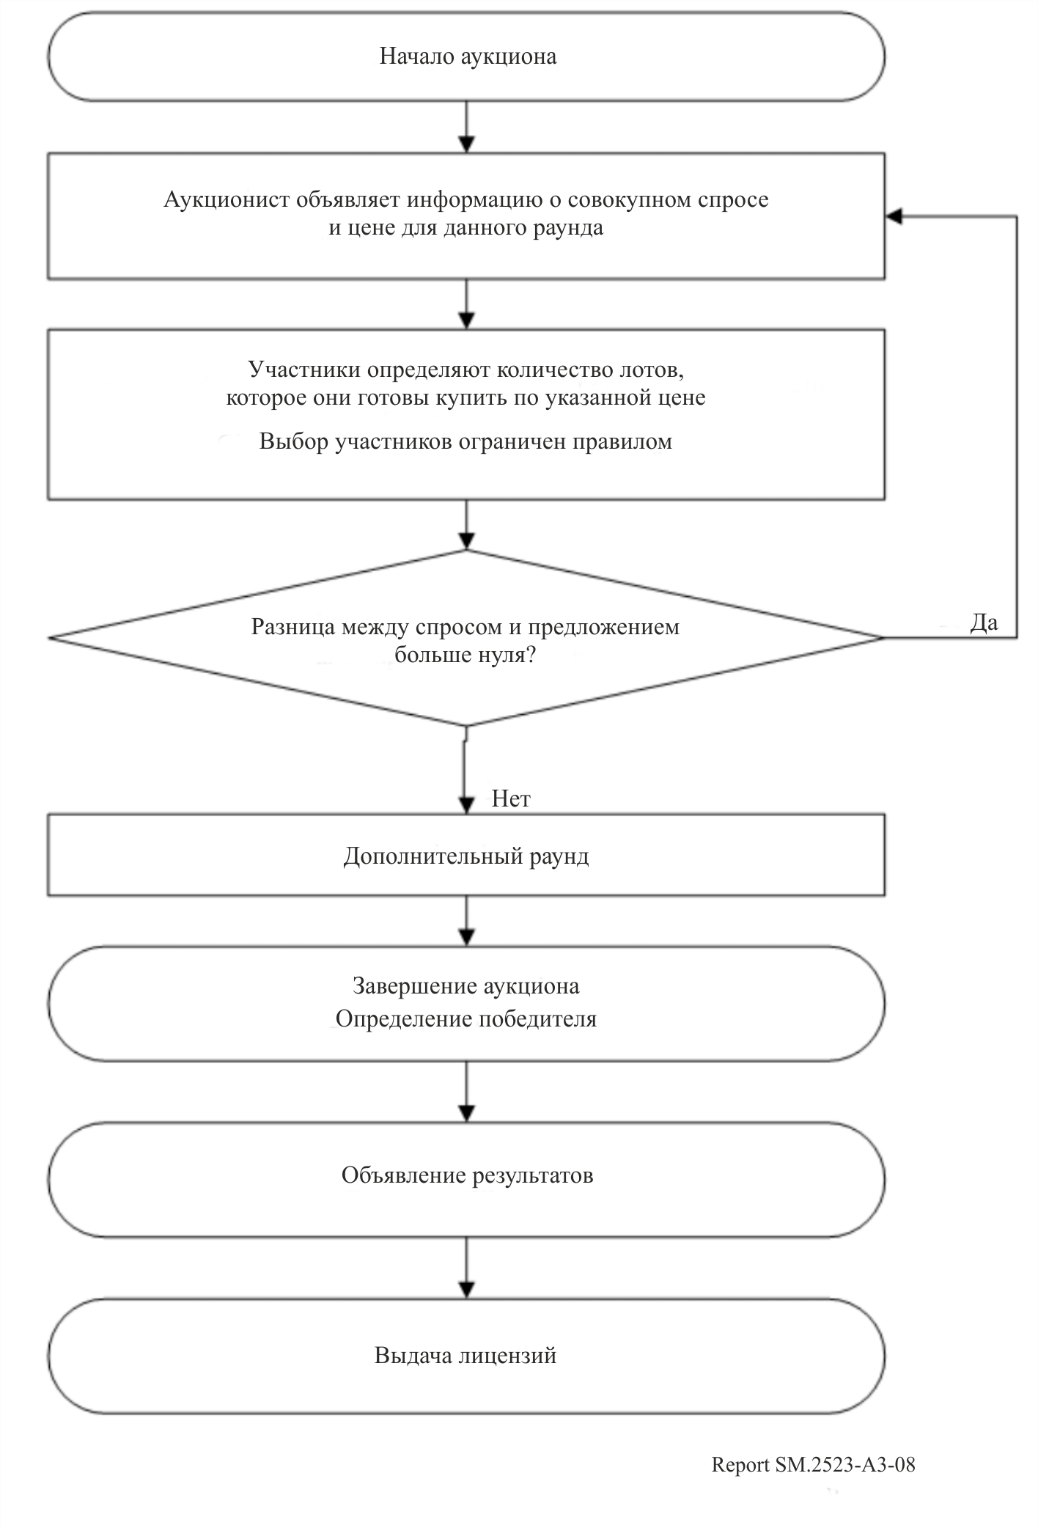 Начало аукциона
Аукционист объявляет информацию о совокупном спросе
и цене для данного раунда
Участники определяют количество лотов,
которое они готовы купить по указанной цене
Выбор участников ограничен правилом
Разница между спросом и предложением
больше нуля?
Да
Нет
Дополнительный раунд
Завершение аукциона
Определение победителя
Объявление результатов
Выдача лицензий
Report SM.2523-A3-08